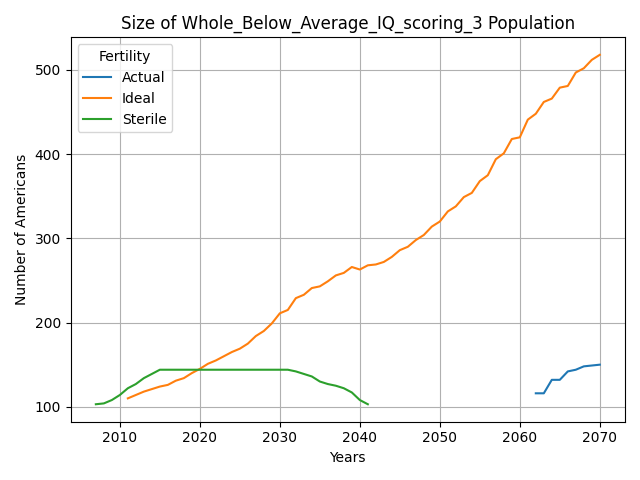 Size of Whole_Below_Average_IQ_scoring_3 Population
Number of Americans
500
400
300
200
100
Fertility
Actual
Ideal
Sterile
2010 2020 2030 2040 2050 2060 2070
Years